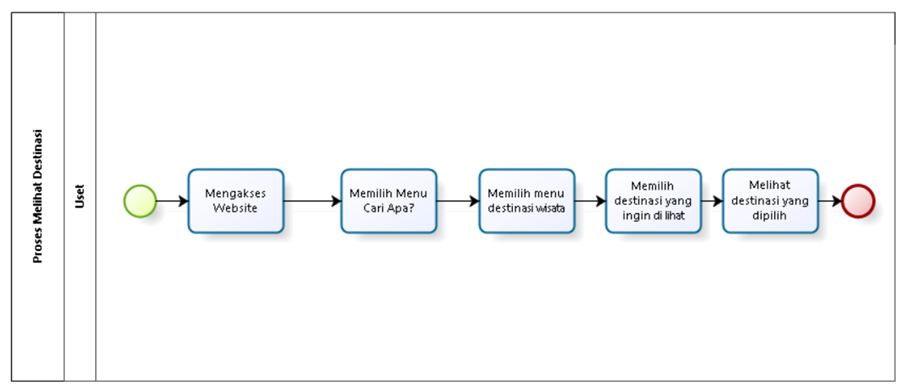 Proses Melihat Destinasi
Uset
Mengakses
Website
Memilih Menu
Cari Apa?
Memilih menu
destinasi wisata
Memilih
destinasi yang
ingin di lihat
Melihat
destinasi yang
dipilih